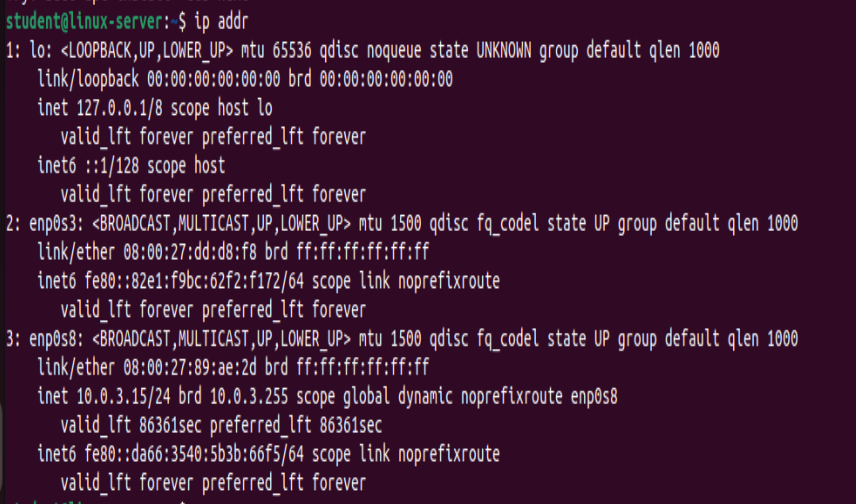 student@linux-server:~$ ip addr
1: lo: <LOOPBACK,UP,LOWER_UP> mtu 65536 qdisc noqueue state UNKNOWN group default qlen 1000
    link/loopback 00:00:00:00:00:00 brd 00:00:00:00:00:00
    inet 127.0.0.1/8 scope host lo
       valid_lft forever preferred_lft forever
    inet6 ::1/128 scope host
       valid_lft forever preferred_lft forever
2: enp0s3: <BROADCAST,MULTICAST,UP,LOWER_UP> mtu 1500 qdisc fq_codel state UP group default qlen 1000
    link/ether 08:00:27:dd:d8:f8 brd ff:ff:ff:ff:ff:ff
    inet6 fe80::82e1:f9bc:62f2:f172/64 scope link noprefixroute
       valid_lft forever preferred_lft forever
3: enp0s8: <BROADCAST,MULTICAST,UP,LOWER_UP> mtu 1500 qdisc fq_codel state UP group default qlen 1000
    link/ether 08:00:27:89:ae:2d brd ff:ff:ff:ff:ff:ff
    inet 10.0.3.15/24 brd 10.0.3.255 scope global dynamic noprefixroute enp0s8
       valid_lft 86361sec preferred_lft 86361sec
    inet6 fe80::da66:3540:5b3b:66f5/64 scope link noprefixroute
       valid_lft forever preferred_lft forever